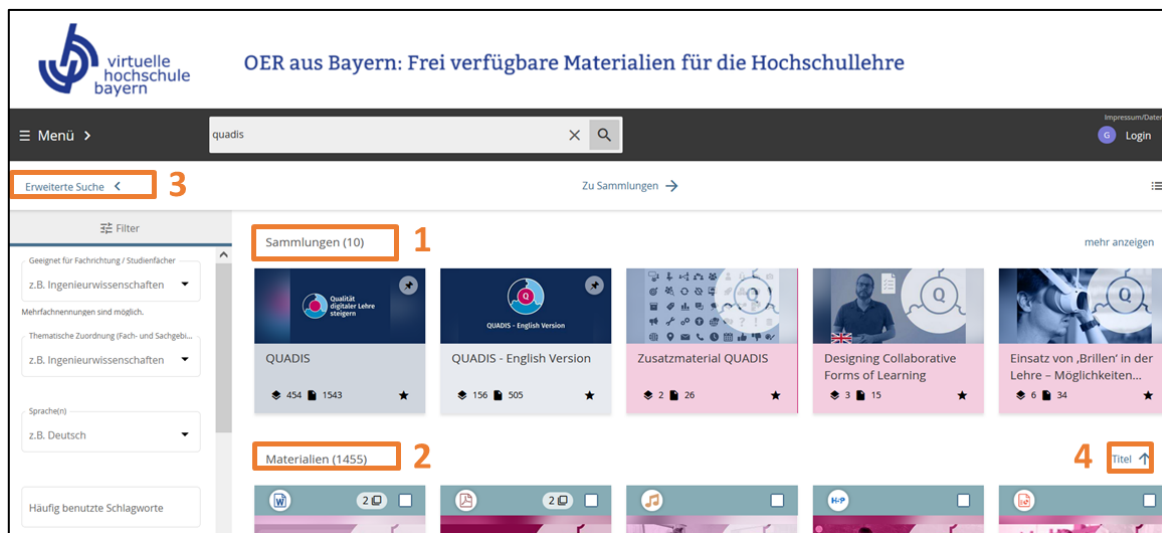 virtuelle
hochschule
bayern
OER aus Bayern: Frei verfügbare Materialien für die Hochschullehre
Impressum/Daten
Menü
quadis
G Login
Erweiterte Suche
3
Zu Sammlungen
Filter
Sammlungen (10)
1
mehr anzeigen
Geeignet für Fachrichtung / Studienfächer
z.B. Ingenieurwissenschaften
Mehrfachnennungen sind möglich.
Thematische Zuordnung (Fach- und Sachgebi...
z.B. Ingenieurwissenschaften
Sprache(n)
z.B. Deutsch
Häufig benutzte Schlagworte
Qualität
digitaler Lehre
steigern
QUADIS
454 1543
Q
QUADIS - English Version
QUADIS - English Version
156 505
Q
Zusatzmaterial QUADIS
2 26
Q
Designing Collaborative
Forms of Learning
3 15
Q
Einsatz von ‚Brillen' in der
Lehre – Möglichkeiten...
6 34
Materialien (1455)
2
4
Titel
W
2
2
H5P